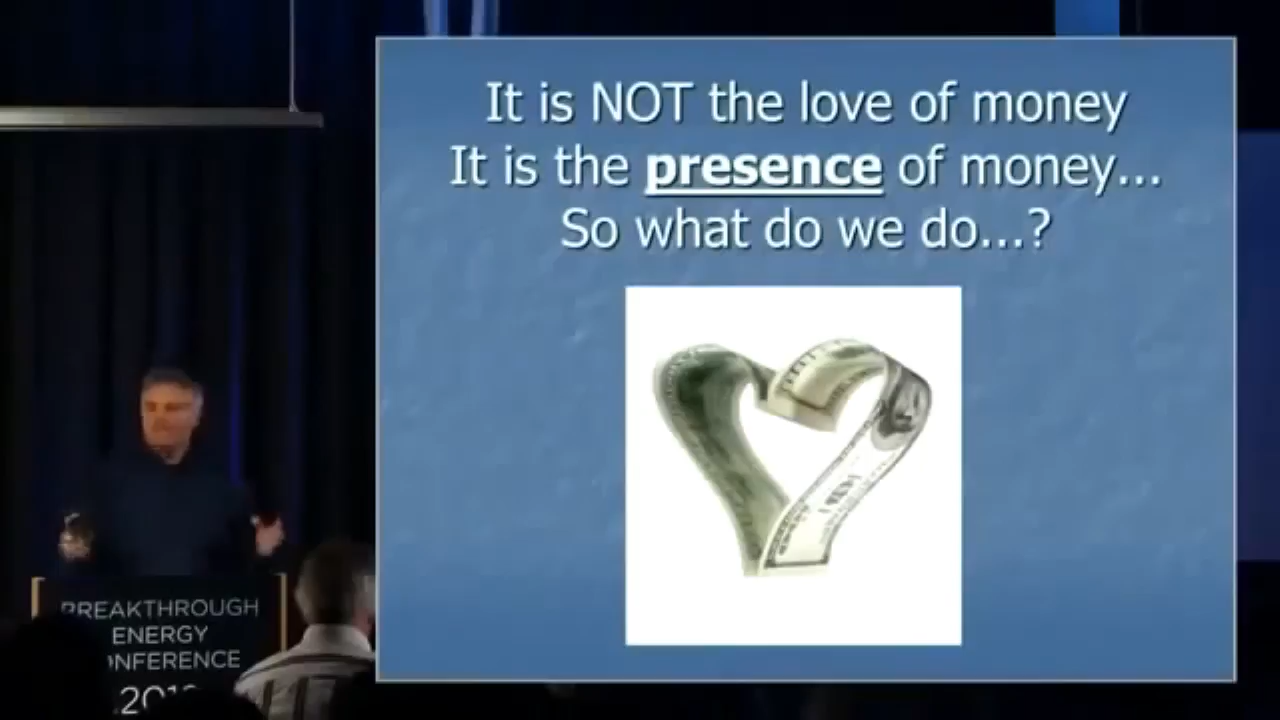 It is NOT the love of money
It is the presence of money...
So what do we do...?
BREAKTHROUGH
ENERGY